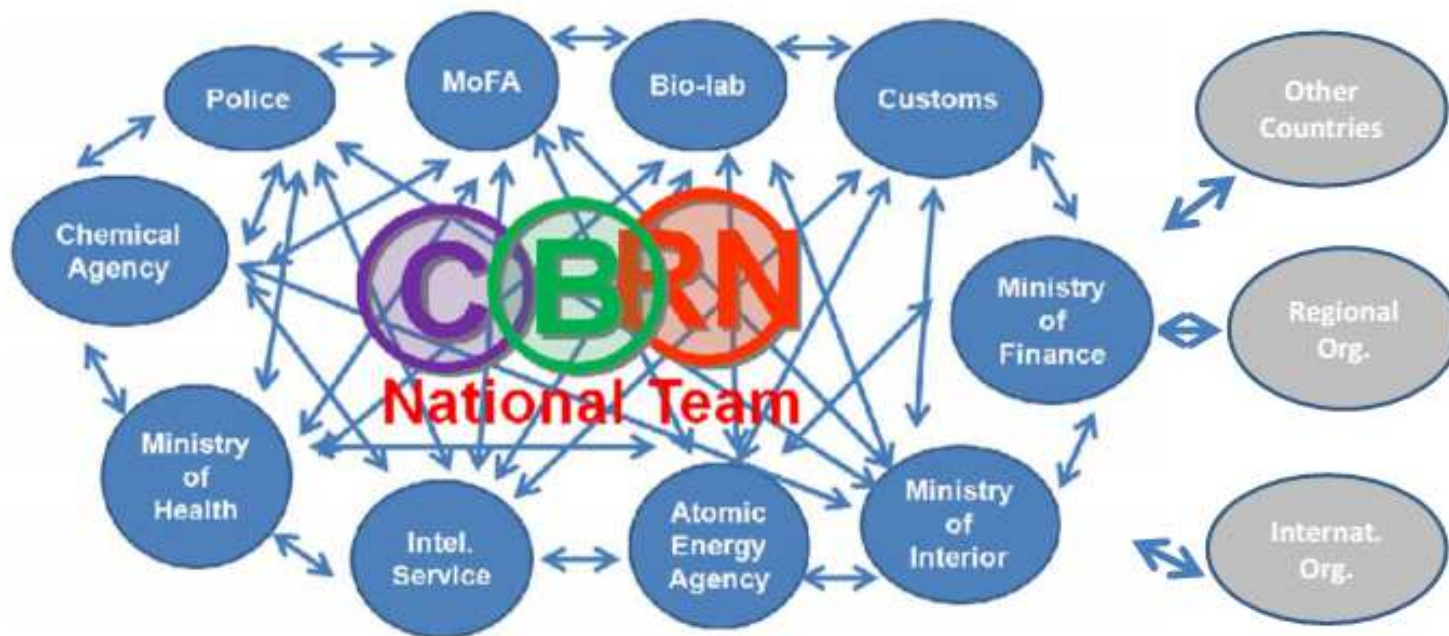 Police
MoFA
Bio-lab
Customs
Other
Countries
Chemical
Agency
CBRN
National Team
Ministry
of
Finance
Regional
Org.
Ministry
of
Health
Intel.
Service
Atomic
Energy
Agency
Ministry
of
Interior
Internat.
Org.